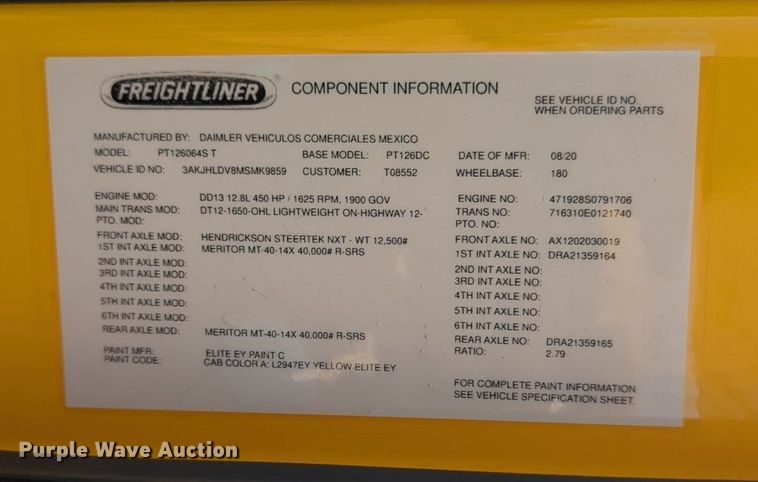 FREIGHTLINER ® COMPONENT INFORMATION
SEE VEHICLE ID NO.
WHEN ORDERING PARTS
MANUFACTURED BY: DAIMLER VEHICULOS COMERCIALES MEXICO
MODEL: PT126064S T BASE MODEL: PT126DC DATE OF MFR: 08/20
VEHICLE ID NO: 3AKJHLDV8MSMK9859 CUSTOMER: T08552 WHEELBASE: 180
ENGINE MOD: DD13 12.8L 450 HP / 1625 RPM, 1900 GOV ENGINE NO: 471928S0791706
MAIN TRANS MOD: DT12-1650-OHL LIGHTWEIGHT ON-HIGHWAY 12- TRANS NO: 716310E0121740
PTO. MOD: PTO. NO:
FRONT AXLE MOD: HENDRICKSON STEERTEK NXT - WT 12,500# FRONT AXLE NO: AX1202030019
1ST INT AXLE MOD: MERITOR MT-40-14X 40,000# R-SRS 1ST INT AXLE NO: DRA21359164
2ND INT AXLE MOD: 2ND INT AXLE NO:
3RD INT AXLE MOD: 3RD INT AXLE NO:
4TH INT AXLE MOD: 4TH INT AXLE NO:
5TH INT AXLE MOD: 5TH INT AXLE NO:
6TH INT AXLE MOD: 6TH INT AXLE NO:
REAR AXLE MOD: MERITOR MT-40-14X 40,000# R-SRS REAR AXLE NO: DRA21359165
RATIO: 2.79
PAINT MFR: ELITE EY PAINT C
PAINT CODE: CAB COLOR A: L2947EY YELLOW ELITE EY
FOR COMPLETE PAINT INFORMATION
SEE VEHICLE SPECIFICATION SHEET.
Purple Wave Auction
Purple Wave Auction